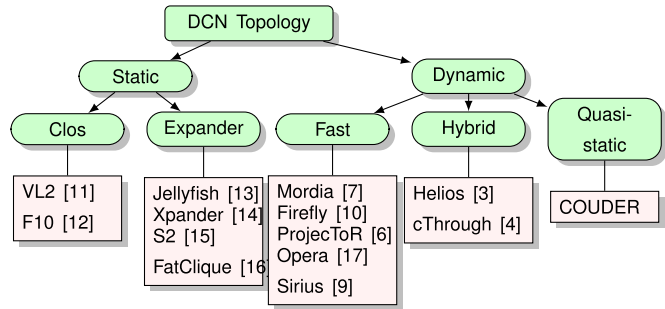 DCN Topology
Static
Dynamic
Clos
Expander
Fast
Hybrid
Quasi-
static
VL2 [11]
F10 [12]
Jellyfish [13]
Xpander [14]
S2 [15]
FatClique [16]
Mordia [7]
Firefly [10]
ProjecToR [6]
Opera [17]
Sirius [9]
Helios [3]
cThrough [4]
COUDER